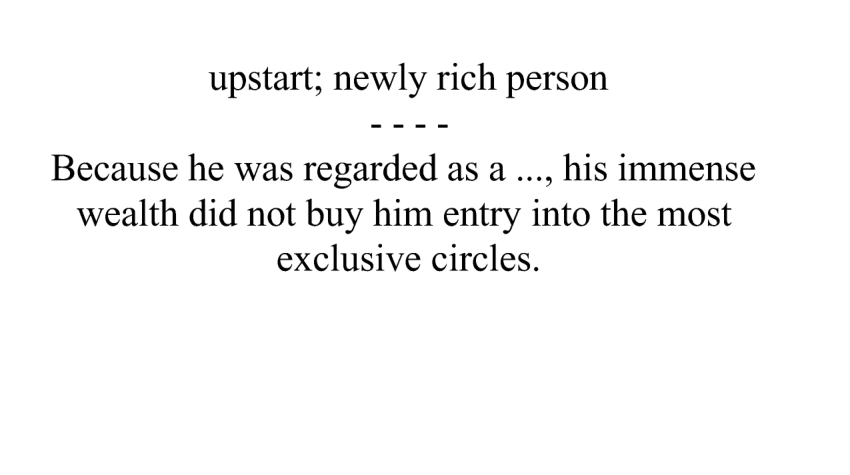 upstart; newly rich person
- - - -
Because he was regarded as a ..., his immense
wealth did not buy him entry into the most
exclusive circles.